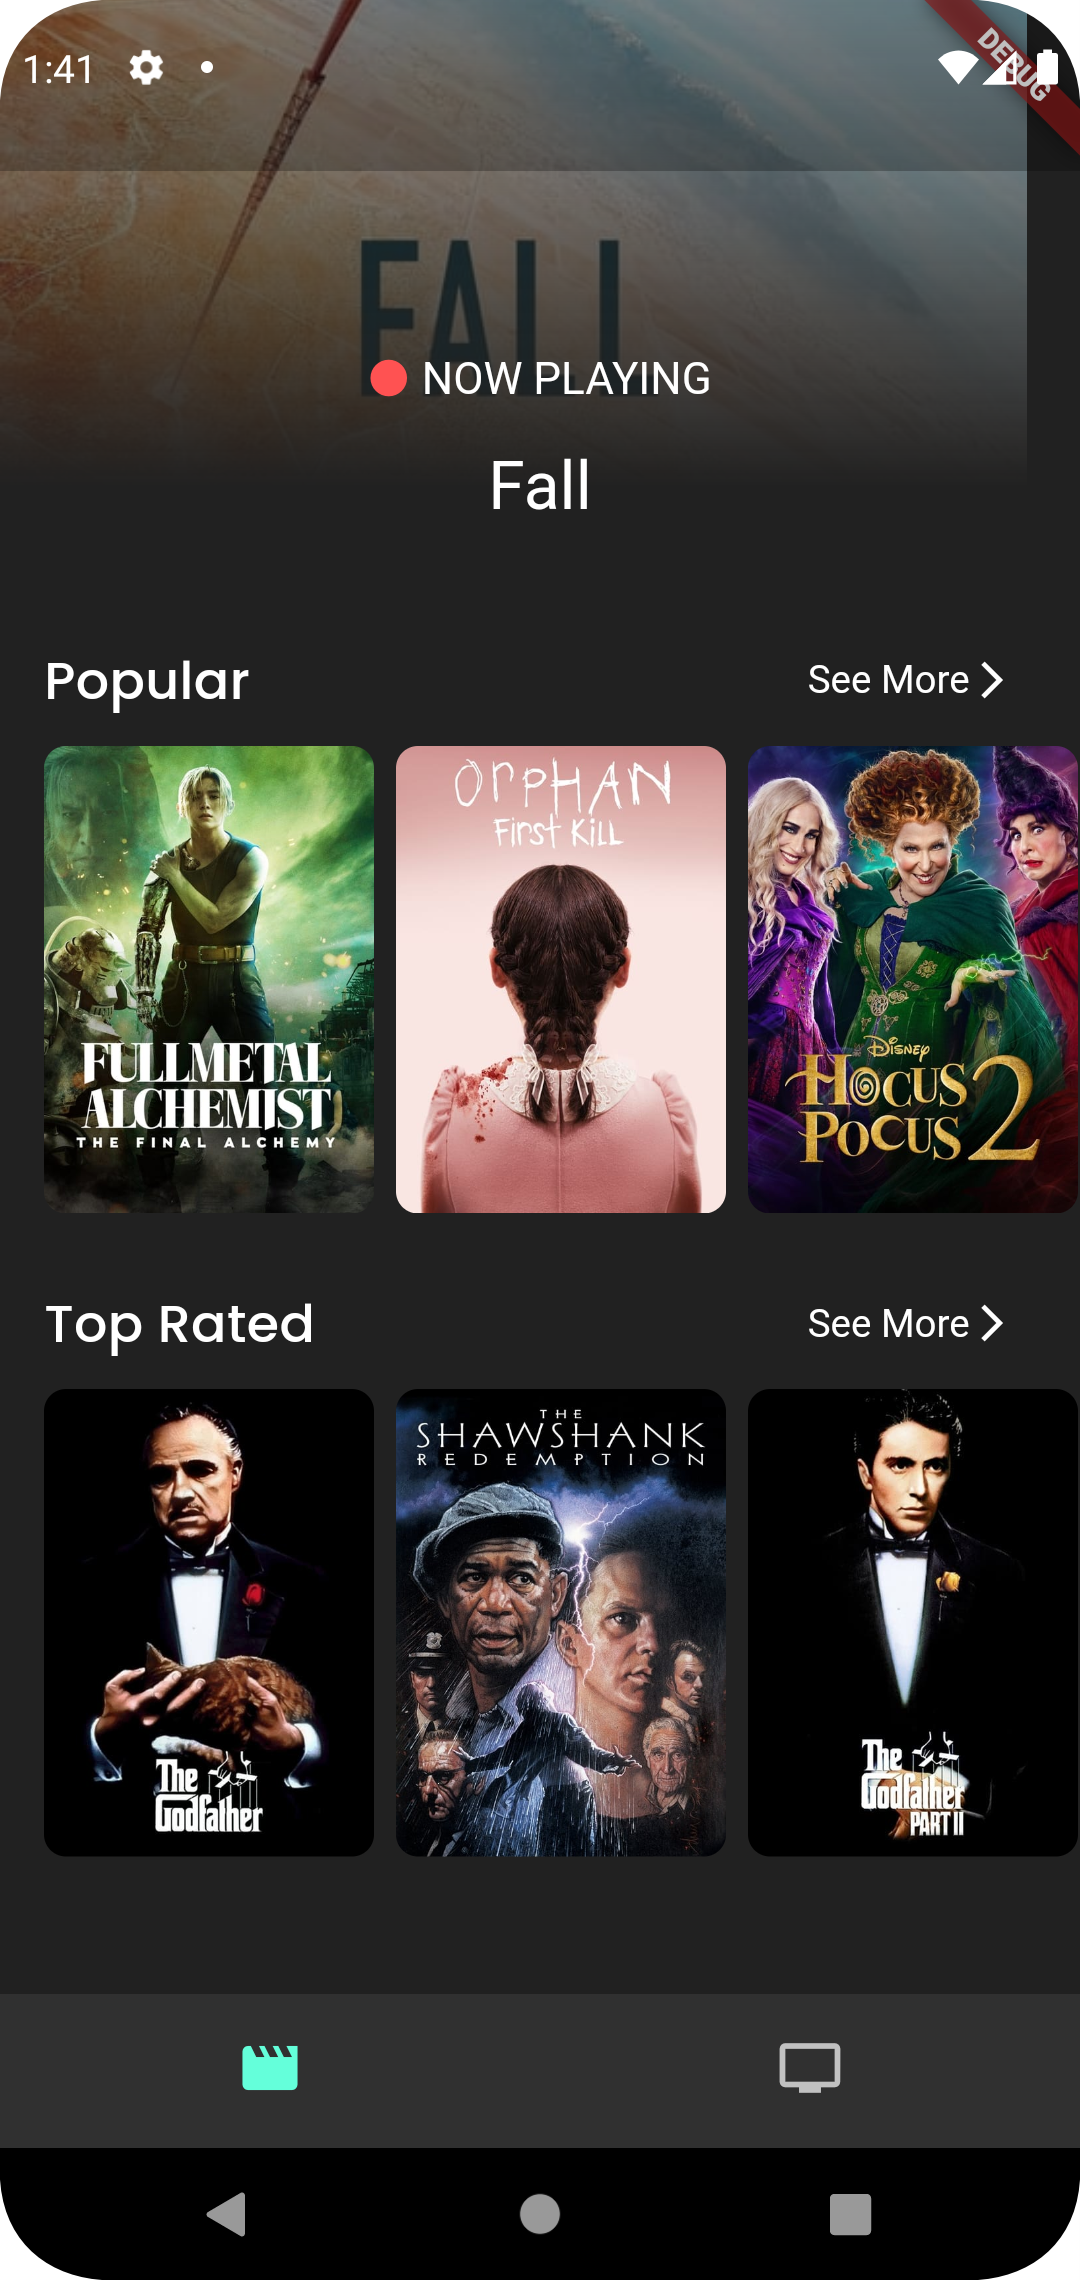 1:41
DEBUG
FALL
NOW PLAYING
Fall
Popular
See More
FULLMETAL
ALCHEMIST
THE FINAL ALCHEMY
ORPHAN
First Kill
Disney
HOCUS
POCUS 2
Top Rated
See More
The
Godfather
THE
SHAWSHANK
REDEMPTION
The
Godfather
PART II